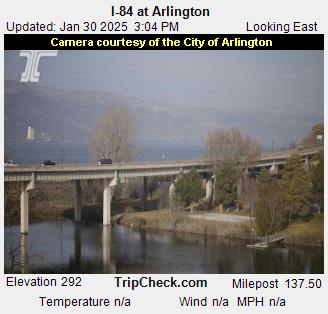 I-84 at Arlington
Updated: Jan 30 2025 3:04 PM Looking East
Camera courtesy of the City of Arlington
Elevation 292 TripCheck.com Milepost 137.50
Temperature n/a Wind n/a MPH n/a